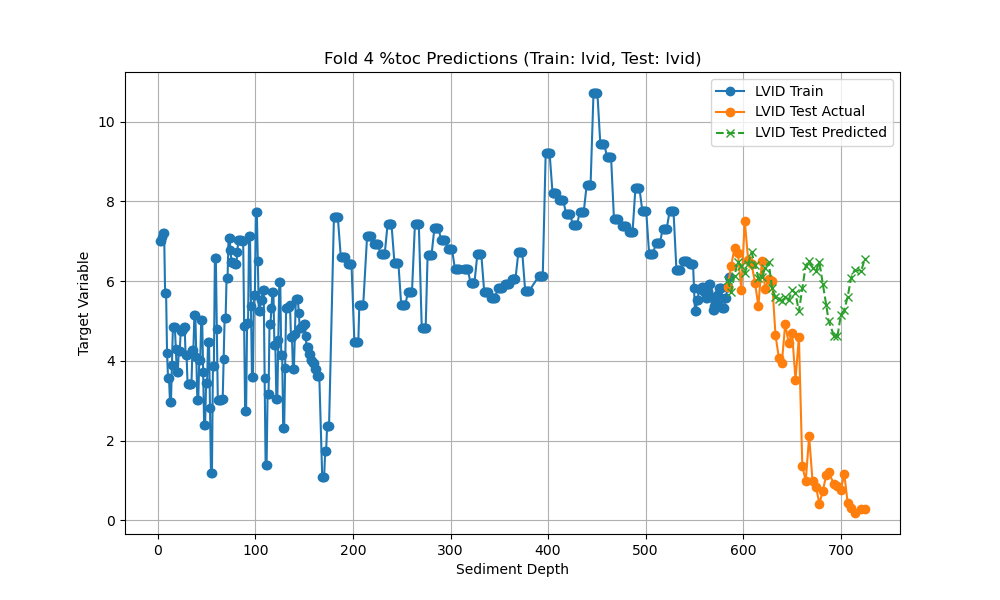 Fold 4 %toc Predictions (Train: lvid, Test: lvid)
LVID Train
LVID Test Actual
LVID Test Predicted
Target Variable
10
8
6
4
2
0
0 100 200 300 400 500 600 700
Sediment Depth